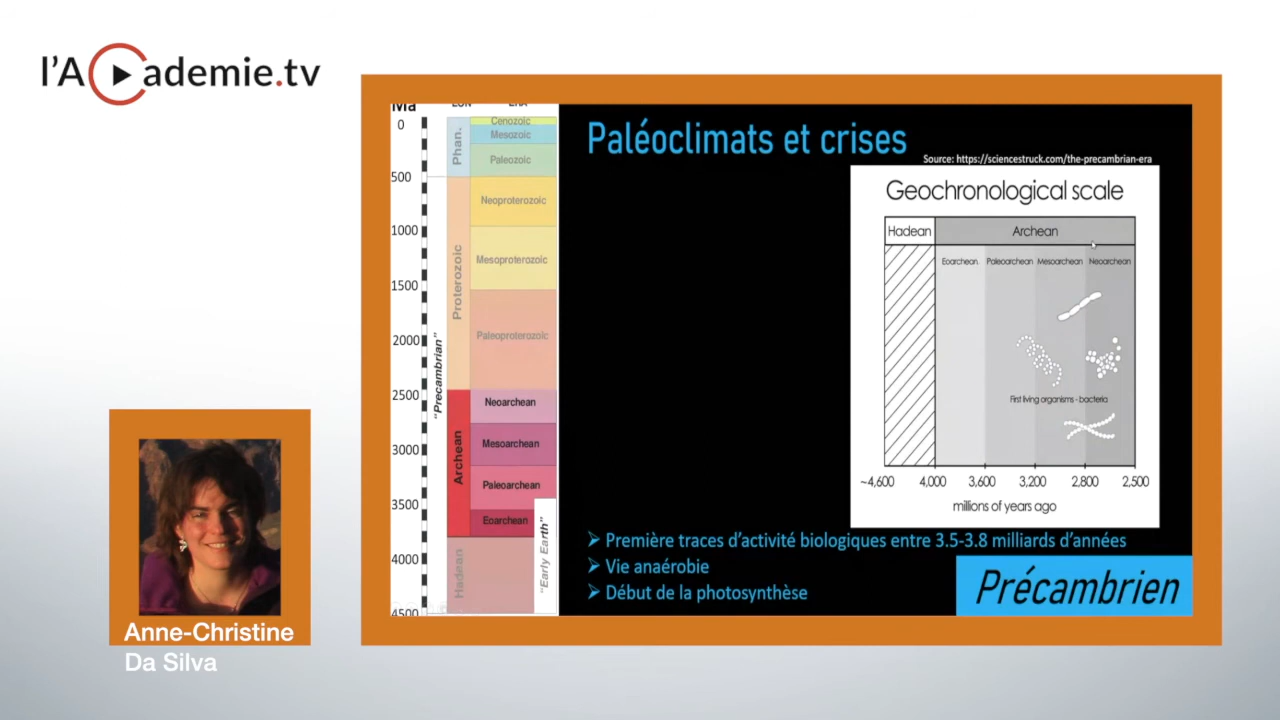 l'Academie.tv
Ma
EON
ERA
0
500
1000
1500
2000
2500
3000
3500
4000
4500
"Precambrian"
Phan.
Proterozoic
Archean
Hadean
Cenozoic
Mesozoic
Paleozoic
Neoproterozoic
Mesoproterozoic
Paleoproterozoic
Neoarchean
Mesoarchean
Paleoarchean
Eoarchean
"Early Earth"
Paléoclimats et crises
Source: https://sciencestruck.com/the-precambrian-era
Geochronological scale
Hadean Archean
Eoarchean Paleoarchean Mesoarchean Neoarchean
First living organisms - bacteria
~4,600 4,000 3,600 3,200 2,800 2,500
millions of years ago
➢ Première traces d'activité biologiques entre 3.5-3.8 milliards d'années
➢ Vie anaérobie
➢ Début de la photosynthèse
Précambrien
Anne-Christine
Da Silva